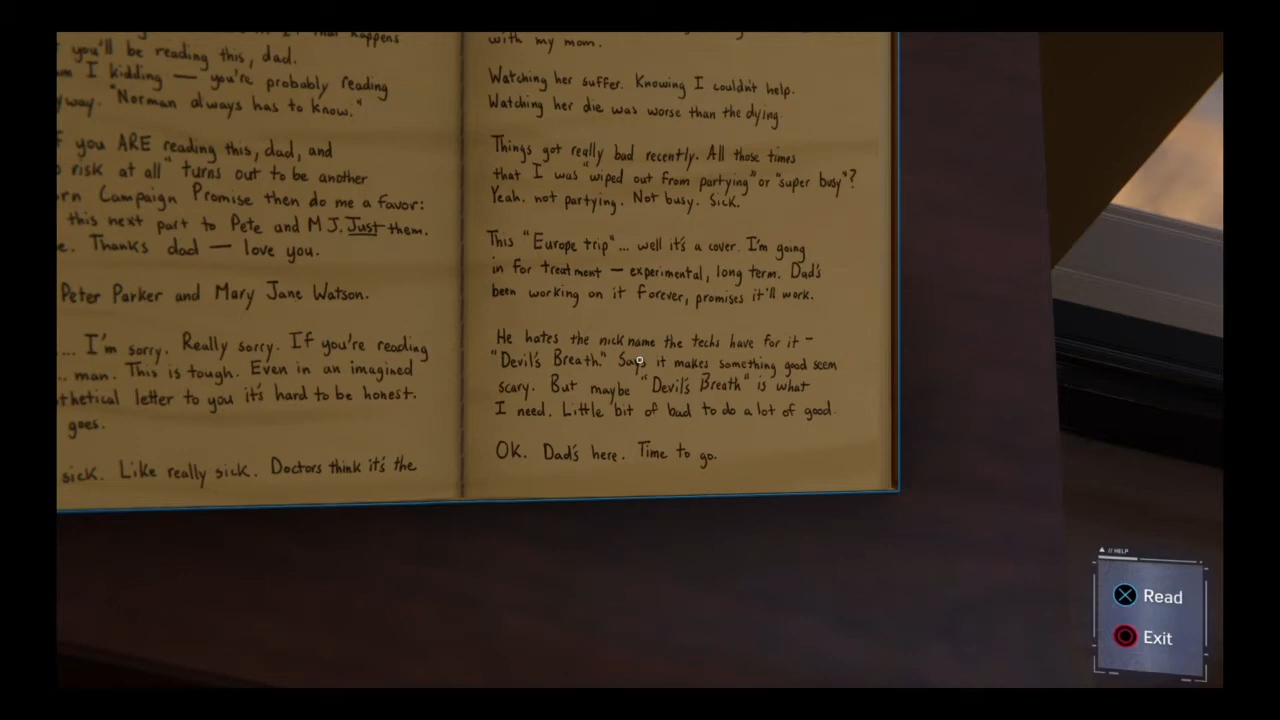 happens
you'll be reading this, dad.
I kidding — you're probably reading
"Norman always has to know."
you ARE reading this, dad, and
risk at all" turns out to be another
Campaign Promise then do me a favor:
this next part to Pete and MJ. Just them.
Thanks dad — love you.
Peter Parker and Mary Jane Watson.
... I'm sorry. Really sorry. If you're reading
... man. This is tough. Even in an imagined
letter to you it's hard to be honest.
goes.
sick. Like really sick. Doctors think it's the
with my mom.
Watching her suffer. Knowing I couldn't help.
Watching her die was worse than the dying.
Things got really bad recently. All those times
that I was "wiped out from partying" or "super busy"?
Yeah. not partying. Not busy. Sick.
This "Europe trip"... well it's a cover. I'm going
in for treatment — experimental, long term. Dad's
been working on it forever, promises it'll work.
He hates the nickname the techs have for it -
"Devil's Breath." Says it makes something good seem
scary. But maybe "Devil's Breath" is what
I need. Little bit of bad to do a lot of good.
OK. Dad's here. Time to go.
// HELP
Read
Exit